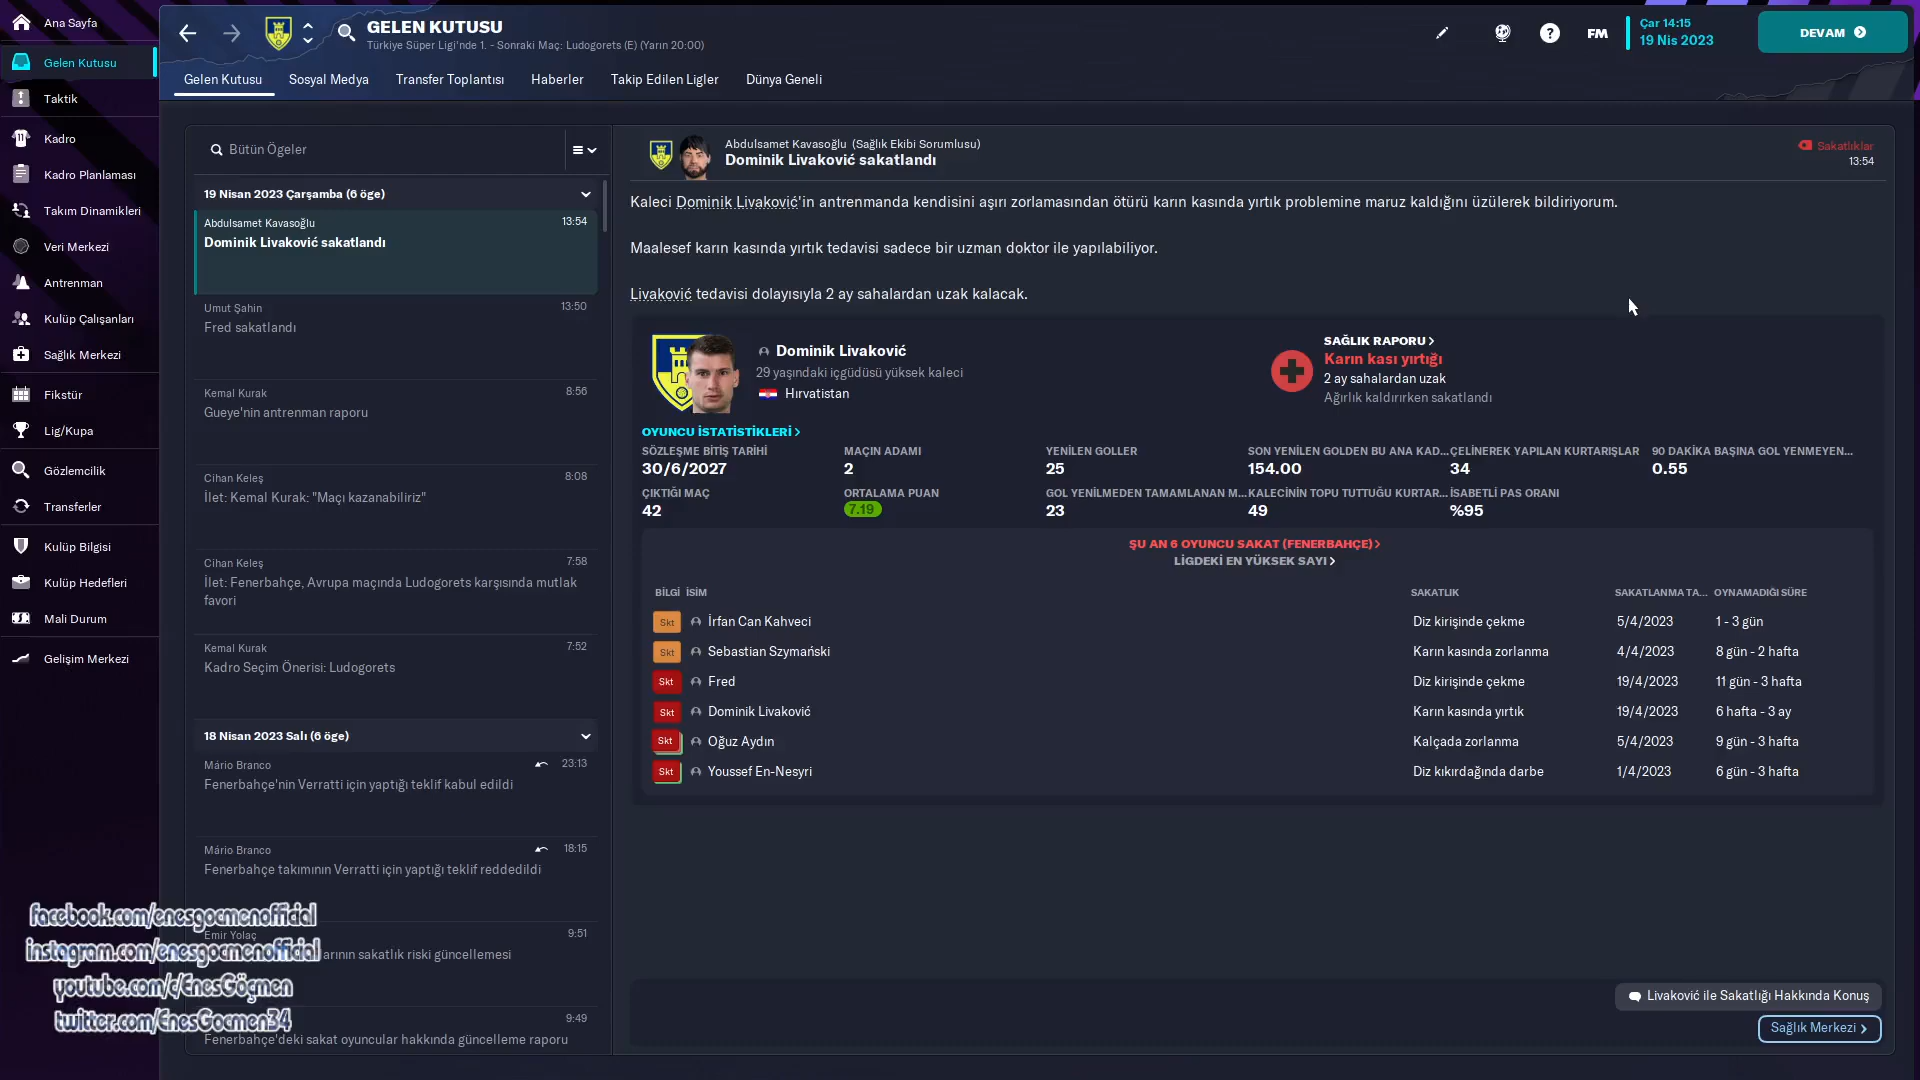 Ana Sayfa
Gelen Kutusu
Taktik
Kadro
Kadro Planlaması
Takım Dinamikleri
Veri Merkezi
Antrenman
Kulüp Çalışanları
Sağlık Merkezi
Fikstür
Lig/Kupa
Gözlemcilik
Transferler
Kulüp Bilgisi
Kulüp Hedefleri
Mali Durum
Gelişim Merkezi
GELEN KUTUSU
Türkiye Süper Ligi'nde 1. - Sonraki Maç: Ludogorets (E) (Yarın 20:00)
FM
Çar 14:15
19 Nis 2023
DEVAM
Gelen Kutusu
Sosyal Medya
Transfer Toplantısı
Haberler
Takip Edilen Ligler
Dünya Geneli
Bütün Ögeler
19 Nisan 2023 Çarşamba (6 öge)
Abdulsamet Kavasoğlu 13:54
Dominik Livaković sakatlandı
Umut Şahin 13:50
Fred sakatlandı
Kemal Kurak 8:56
Gueye'nin antrenman raporu
Cihan Keleş 8:08
İlet: Kemal Kurak: "Maçı kazanabiliriz"
Cihan Keleş 7:58
İlet: Fenerbahçe, Avrupa maçında Ludogorets karşısında mutlak
favori
Kemal Kurak 7:52
Kadro Seçim Önerisi: Ludogorets
18 Nisan 2023 Salı (6 öge)
Mário Branco 23:13
Fenerbahçe'nin Verratti için yaptığı teklif kabul edildi
Mário Branco 18:15
Fenerbahçe takımının Verratti için yaptığı teklif reddedildi
Emir Yolaç 9:51
larının sakatlık riski güncellemesi
9:49
Fenerbahçe'deki sakat oyuncular hakkında güncelleme raporu
facebook.com/enesgocmenofficial
instagram.com/enesgocmenofficial
youtube.com/c/EnesGöçmen
twitter.com/EnesGocmen34
Abdulsamet Kavasoğlu (Sağlık Ekibi Sorumlusu)
Dominik Livaković sakatlandı
Sakatlıklar
13:54
Kaleci Dominik Livaković'in antrenmanda kendisini aşırı zorlamasından ötürü karın kasında yırtık problemine maruz kaldığını üzülerek bildiriyorum.
Maalesef karın kasında yırtık tedavisi sadece bir uzman doktor ile yapılabiliyor.
Livaković tedavisi dolayısıyla 2 ay sahalardan uzak kalacak.
Dominik Livaković
29 yaşındaki içgüdüsü yüksek kaleci
Hırvatistan
SAĞLIK RAPORU
Karın kası yırtığı
2 ay sahalardan uzak
Ağırlık kaldırırken sakatlandı
OYUNCU İSTATİSTİKLERİ
SÖZLEŞME BİTİŞ TARİHİ MAÇIN ADAMI YENİLEN GOLLER SON YENİLEN GOLDEN BU ANA KAD... ÇELİNEREK YAPILAN KURTARIŞLAR 90 DAKİKA BAŞINA GOL YENMEYEN...
30/6/2027 2 25 154.00 34 0.55
ÇIKTIĞI MAÇ ORTALAMA PUAN GOL YENİLMEDEN TAMAMLANAN M... KALECİNİN TOPU TUTTUĞU KURTAR... İSABETLİ PAS ORANI
42 7.19 23 49 %95
ŞU AN 6 OYUNCU SAKAT (FENERBAHÇE)
LİGDEKİ EN YÜKSEK SAYI
BİLGİ İSİM SAKATLIK SAKATLANMA TA... OYNAMADIĞI SÜRE
Skt İrfan Can Kahveci Diz kirişinde çekme 5/4/2023 1 - 3 gün
Skt Sebastian Szymański Karın kasında zorlanma 4/4/2023 8 gün - 2 hafta
Skt Fred Diz kirişinde çekme 19/4/2023 11 gün - 3 hafta
Skt Dominik Livaković Karın kasında yırtık 19/4/2023 6 hafta - 3 ay
Skt Oğuz Aydın Kalçada zorlanma 5/4/2023 9 gün - 3 hafta
Skt Youssef En-Nesyri Diz kıkırdağında darbe 1/4/2023 6 gün - 3 hafta
Livaković ile Sakatlığı Hakkında Konuş
Sağlık Merkezi